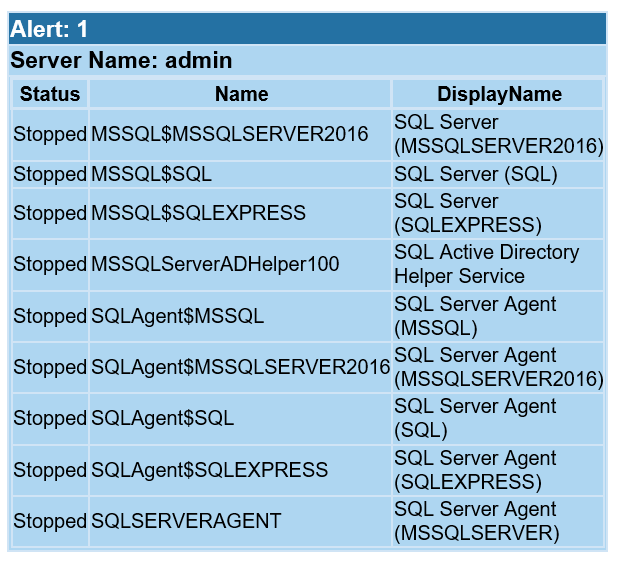 Alert: 1
Server Name: admin
Status Name DisplayName
Stopped MSSQL$MSSQLSERVER2016 SQL Server
(MSSQLSERVER2016)
Stopped MSSQL$SQL SQL Server (SQL)
Stopped MSSQL$SQLEXPRESS SQL Server
(SQLEXPRESS)
Stopped MSSQLServerADHelper100 SQL Active Directory
Helper Service
Stopped SQLAgent$MSSQL SQL Server Agent
(MSSQL)
Stopped SQLAgent$MSSQLSERVER2016 SQL Server Agent
(MSSQLSERVER2016)
Stopped SQLAgent$SQL SQL Server Agent
(SQL)
Stopped SQLAgent$SQLEXPRESS SQL Server Agent
(SQLEXPRESS)
Stopped SQLSERVERAGENT SQL Server Agent
(MSSQLSERVER)